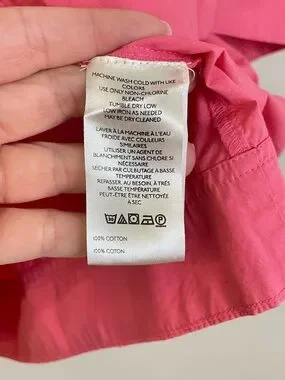 MACHINE WASH COLD WITH LIKE
COLORS
USE ONLY NON-CHLORINE
BLEACH
TUMBLE DRY LOW
LOW IRON AS NEEDED
MAY BE DRY CLEANED
LAVER À LA MACHINE À L'EAU
FROIDE AVEC COULEURS
SIMILAIRES
UTILISER UN AGENT DE
BLANCHIMENT SANS CHLORE SI
NÉCESSAIRE
SÉCHER PAR CULBUTAGE À BASSE
TEMPÉRATURE
REPASSER, AU BESOIN, À TRÈS
BASSE TEMPÉRATURE
PEUT-ÊTRE ÊTRE NETTOYÉE
À SEC
100% COTTON
100% COTON